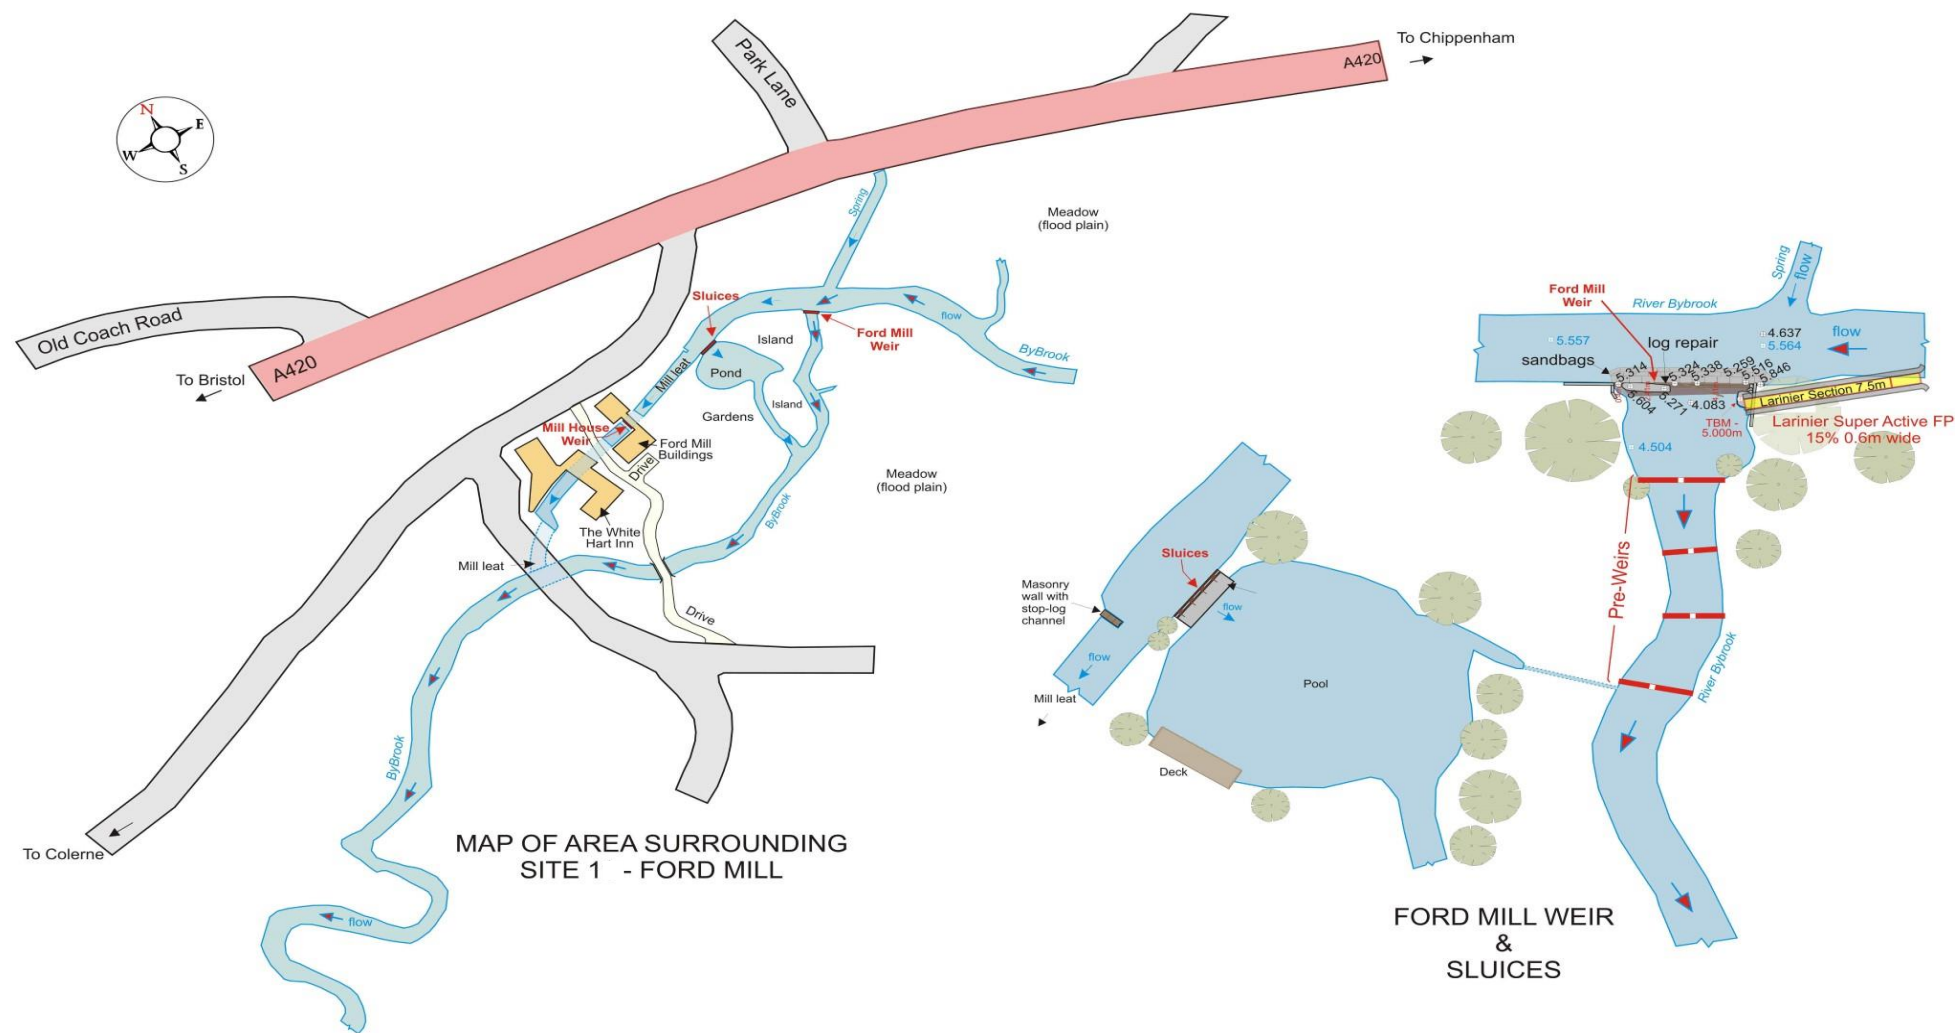 N
E
W
S
Park Lane
A420
To Chippenham
Old Coach Road
To Bristol
A420
Spring
Meadow
(flood plain)
Sluices
flow
Ford Mill
Weir
Island
ByBrook
Mill leat
Pond
Island
Gardens
Mill House
Weir
Ford Mill
Buildings
Drive
Meadow
(flood plain)
ByBrook
The White
Hart Inn
Mill leat
Drive
ByBrook
To Colerne
flow
MAP OF AREA SURROUNDING
SITE 1 - FORD MILL
Spring
flow
Ford Mill
Weir
River Bybrook
4.637
5.564
flow
5.557
log repair
sandbags
5.314
5.324
5.338
5.259
5.516
5.846
5.604
5.271
4.083
Larinier Section 7.5m
TBM -
5.000m
Larinier Super Active FP
15% 0.6m wide
4.504
Pre-Weirs
River Bybrook
Sluices
Masonry
wall with
stop-log
channel
flow
flow
Mill leat
Pool
Deck
FORD MILL WEIR
&
SLUICES